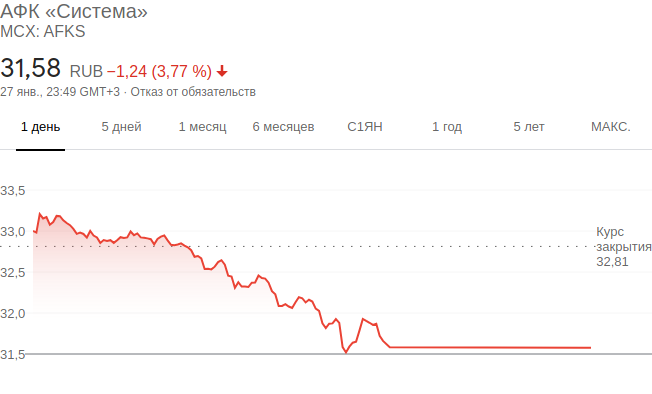 АФК «Система»
MCX: AFKS
31,58 RUB −1,24 (3,77 %)
27 янв., 23:49 GMT+3 · Отказ от обязательств
1 день 5 дней 1 месяц 6 месяцев С1ЯН 1 год 5 лет МАКС.
33,5
33,0
32,5
32,0
31,5
Курс
закрытия
32,81